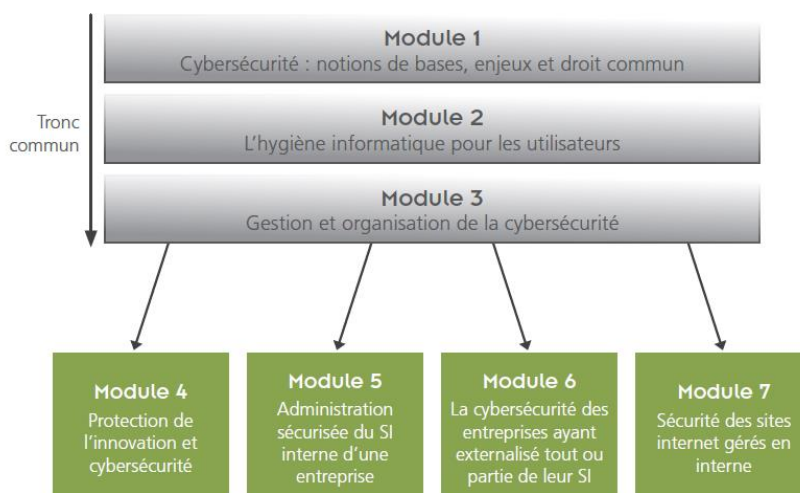 Module 1
Cybersécurité : notions de bases, enjeux et droit commun
Tronc
commun
Module 2
L'hygiène informatique pour les utilisateurs
Module 3
Gestion et organisation de la cybersécurité
Module 4
Protection de
l'innovation et
cybersécurité
Module 5
Administration
sécurisée du SI
interne d'une
entreprise
Module 6
La cybersécurité des
entreprises ayant
externalisé tout ou
partie de leur SI
Module 7
Sécurité des sites
internet gérés en
interne